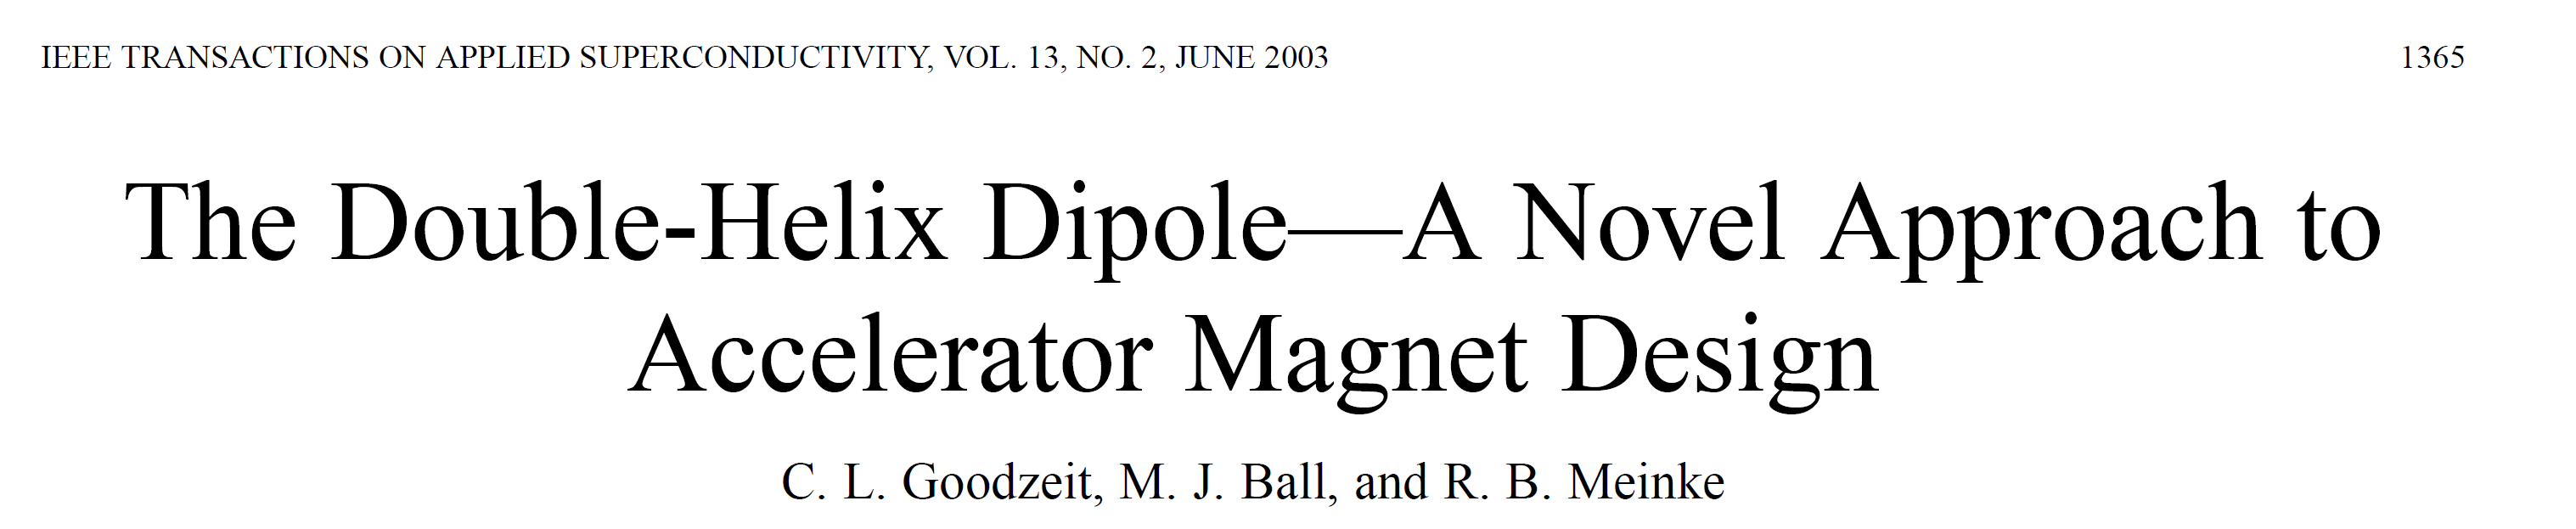 IEEE TRANSACTIONS ON APPLIED SUPERCONDUCTIVITY, VOL. 13, NO. 2, JUNE 2003 1365
The Double-Helix Dipole—A Novel Approach to
Accelerator Magnet Design
C. L. Goodzeit, M. J. Ball, and R. B. Meinke